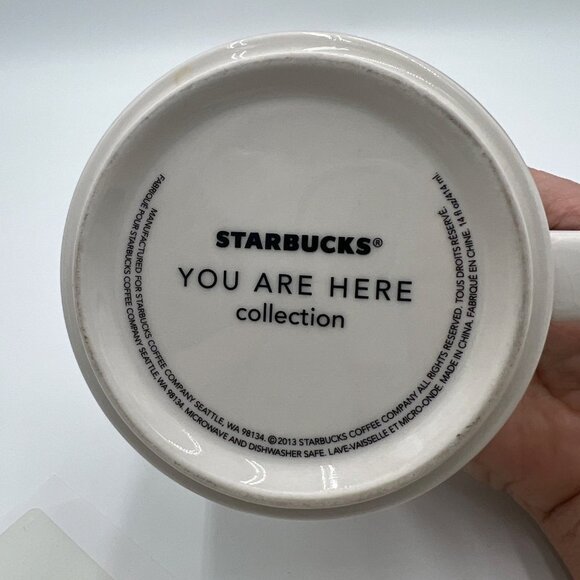 STARBUCKS®
YOU ARE HERE
collection
MANUFACTURED FOR STARBUCKS COFFEE COMPANY SEATTLE, WA 98134. ©2013 STARBUCKS COFFEE COMPANY ALL RIGHTS RESERVED. TOUS DROITS RÉSERVÉ.
FABRIQUÉ POUR STARBUCKS COFFEE COMPANY SEATTLE, WA 98134. MICROWAVE AND DISHWASHER SAFE. LAVE-VAISSELLE ET MICRO-ONDE. MADE IN CHINA. FABRIQUÉ EN CHINE. 14 fl oz/414 ml